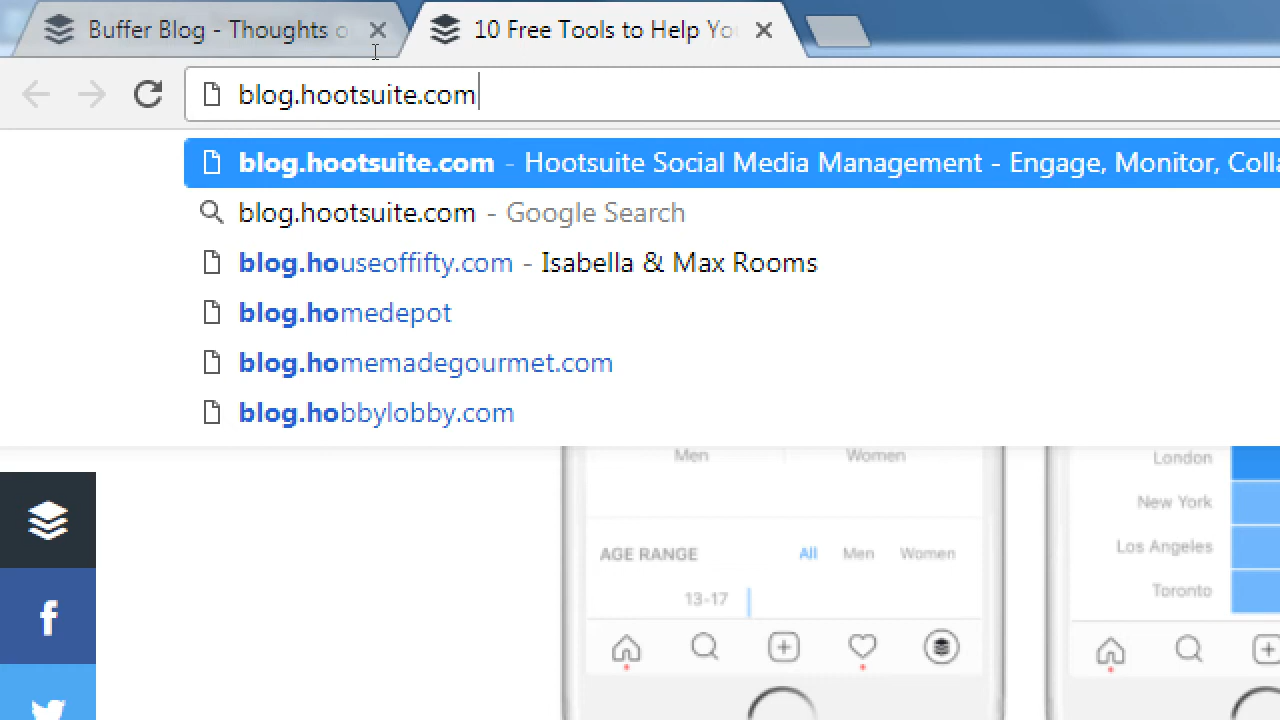 Buffer Blog - Thoughts o
10 Free Tools to Help Yo
blog.hootsuite.com
blog.hootsuite.com - Hootsuite Social Media Management - Engage, Monitor, Colla
blog.hootsuite.com - Google Search
blog.houseoffifty.com - Isabella & Max Rooms
blog.homedepot
blog.homemadegourmet.com
blog.hobbylobby.com
Men Women
London
New York
AGE RANGE All Men Women
Los Angeles
13-17
Toronto